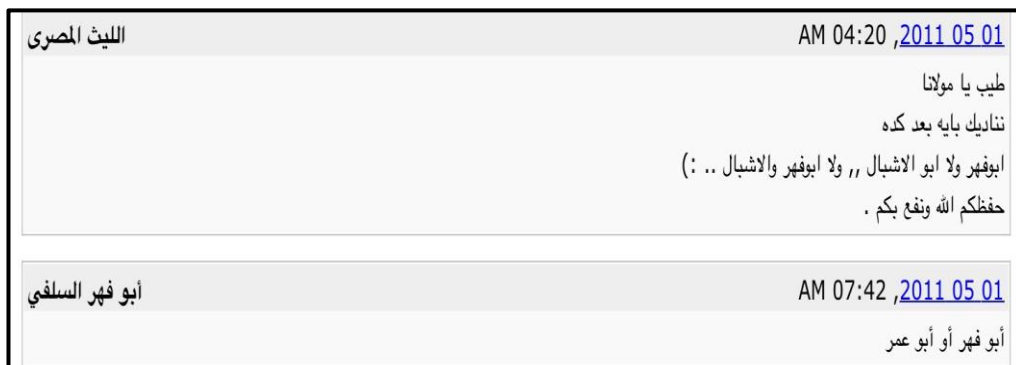 الليث المصرى
2011 05 01, 04:20 AM
طيب يا مولانا
نناديك بايه بعد كده
ابوفهر ولا ابو الاشبال ,, ولا ابوفهر والاشبال .. :)
حفظكم الله ونفع بكم .
أبو فهر السلفي
2011 05 01, 07:42 AM
أبو فهر أو أبو عمر